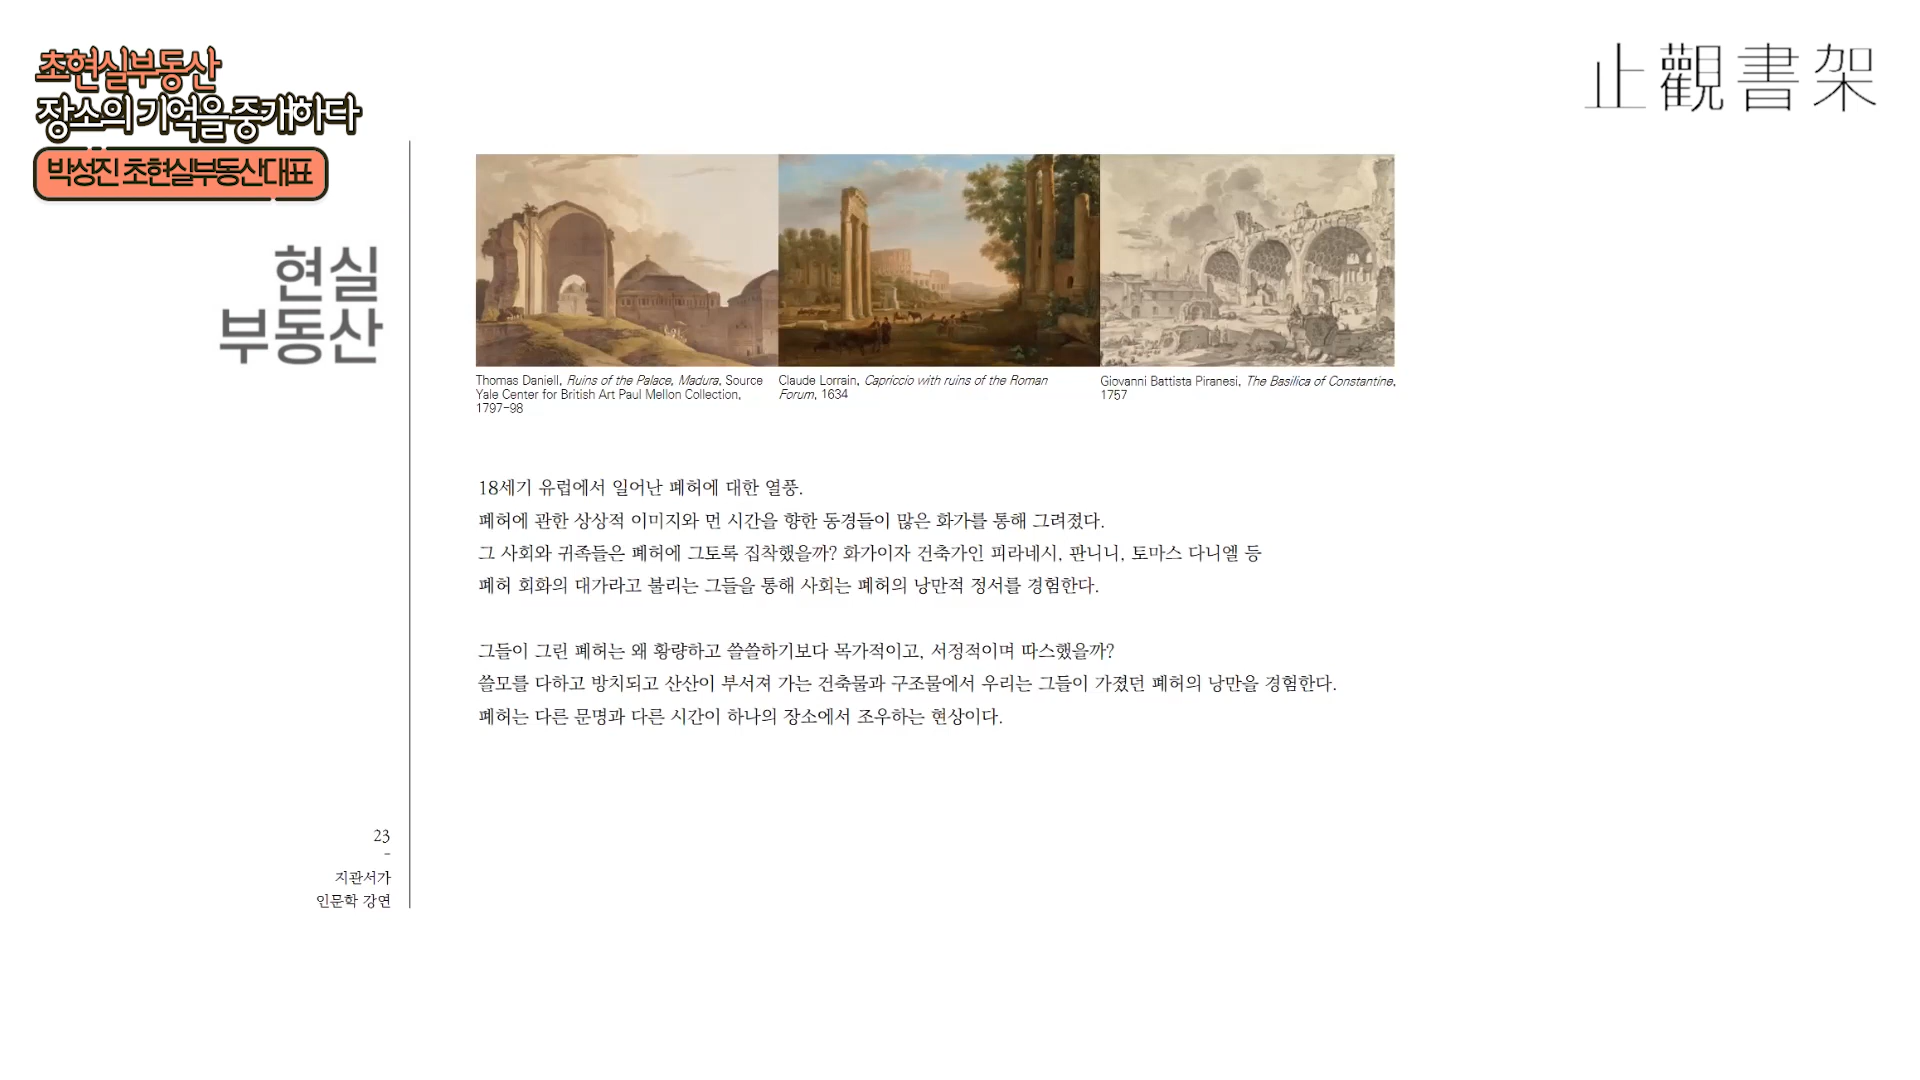 초현실부동산
장소의 기억을 중개하다
박성진 초현실부동산대표
止觀書架
현실
부동산
Thomas Daniell, Ruins of the Palace, Madura, Source
Yale Center for British Art Paul Mellon Collection,
1797-98
Claude Lorrain, Capriccio with ruins of the Roman
Forum, 1634
Giovanni Battista Piranesi, The Basilica of Constantine,
1757
18세기 유럽에서 일어난 폐허에 대한 열풍.
폐허에 관한 상상적 이미지와 먼 시간을 향한 동경들이 많은 화가를 통해 그려졌다.
그 사회와 귀족들은 폐허에 그토록 집착했을까? 화가이자 건축가인 피라네시, 판니니, 토마스 다니엘 등
폐허 회화의 대가라고 불리는 그들을 통해 사회는 폐허의 낭만적 정서를 경험한다.
그들이 그린 폐허는 왜 황량하고 쓸쓸하기보다 목가적이고, 서정적이며 따스했을까?
쓸모를 다하고 방치되고 산산이 부서져 가는 건축물과 구조물에서 우리는 그들이 가졌던 폐허의 낭만을 경험한다.
폐허는 다른 문명과 다른 시간이 하나의 장소에서 조우하는 현상이다.
23
-
지관서가
인문학 강연